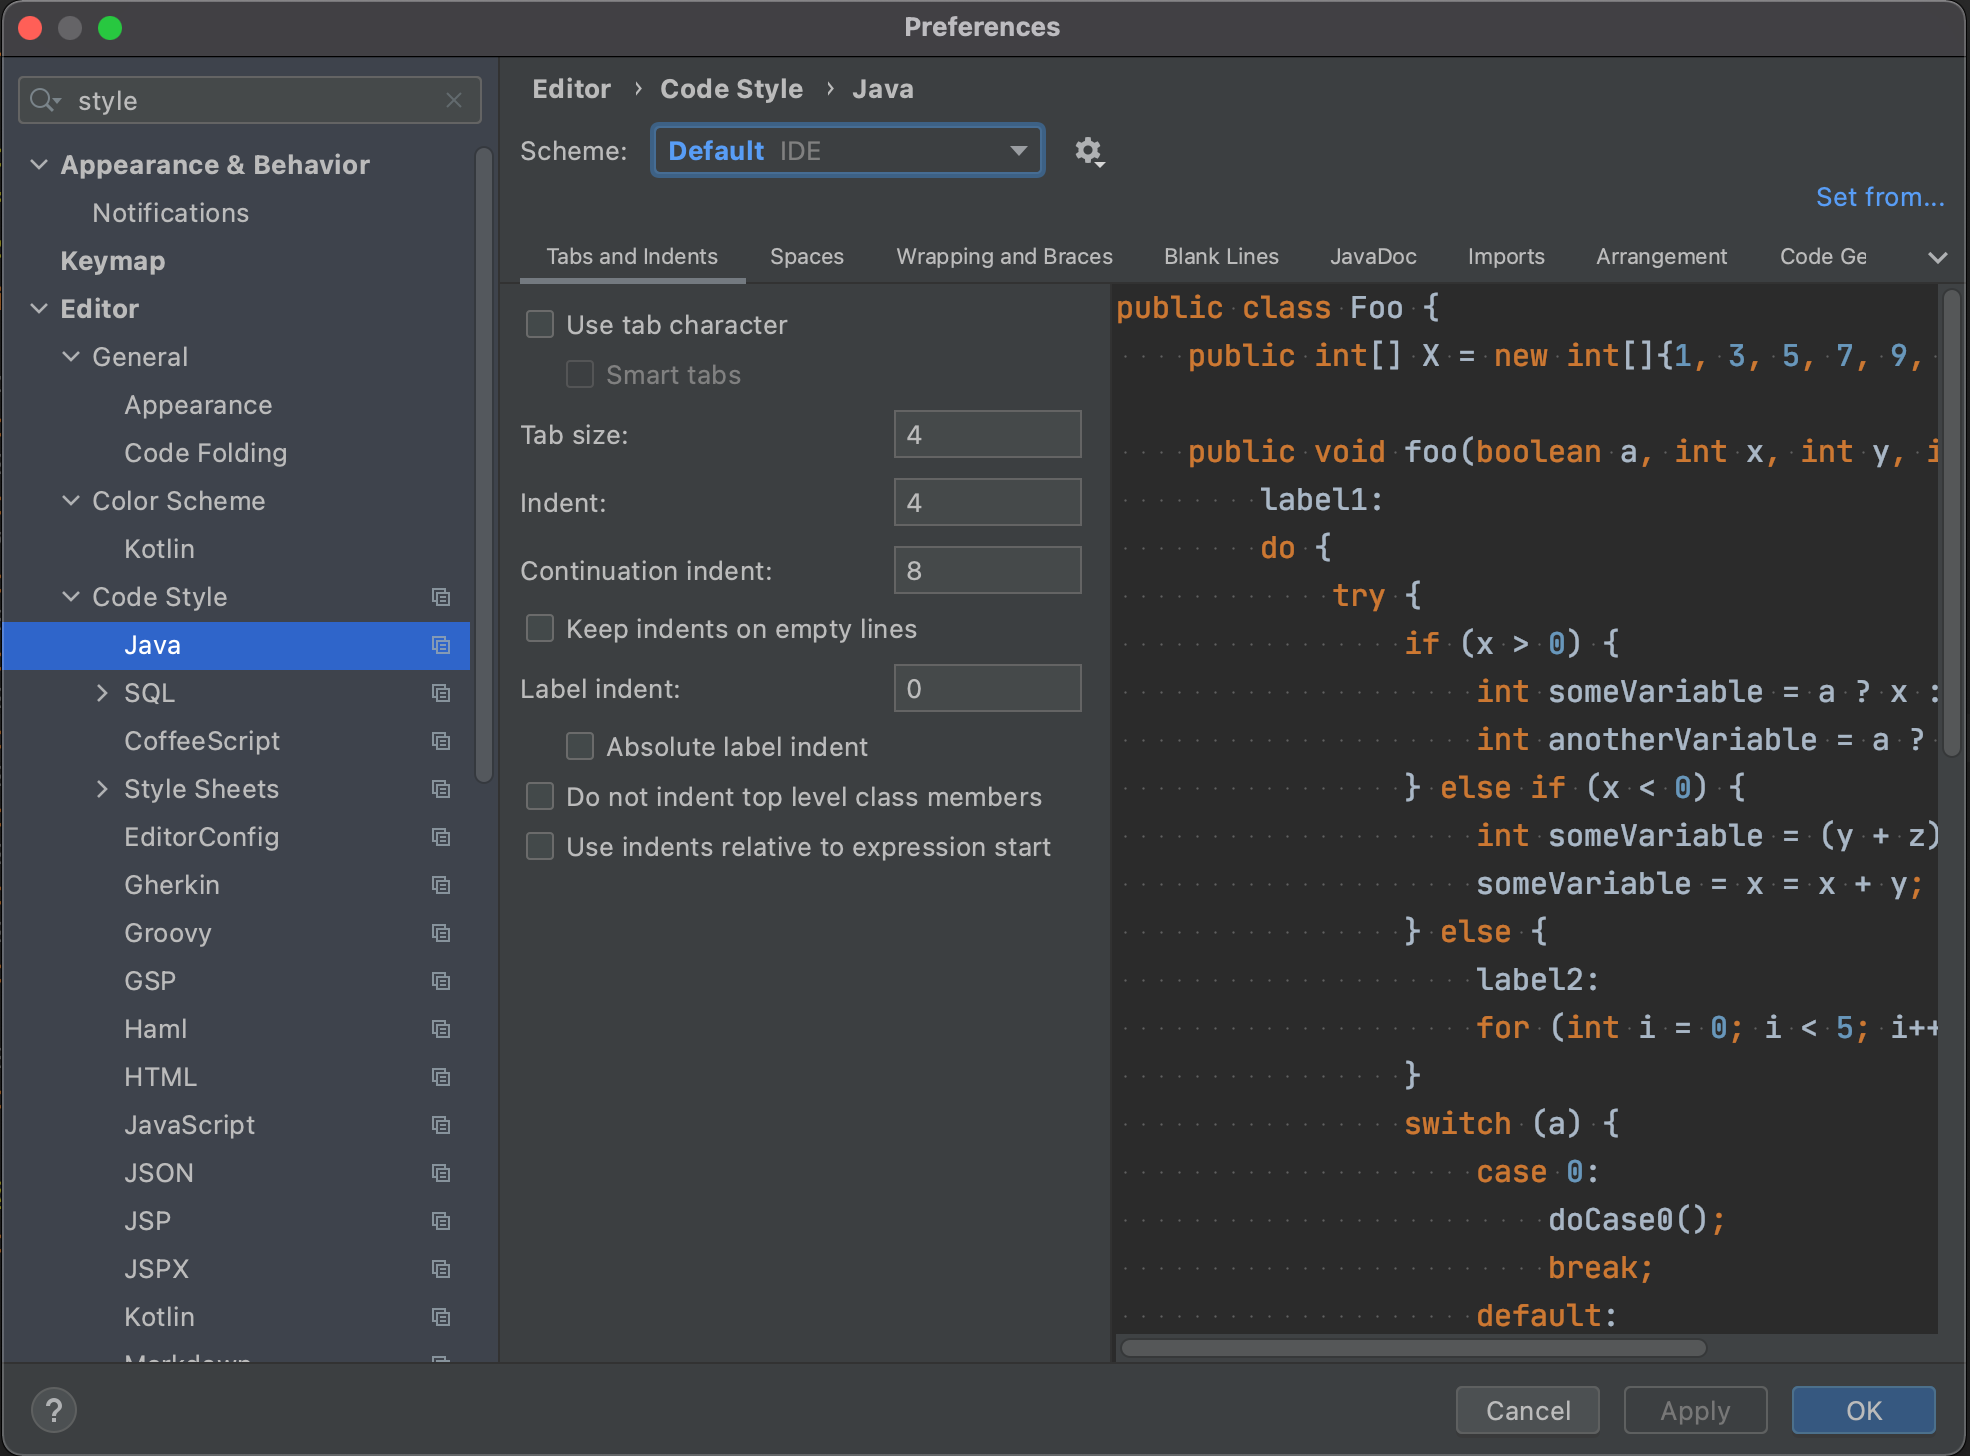 Preferences
style
Appearance & Behavior
Notifications
Keymap
Editor
General
Appearance
Code Folding
Color Scheme
Kotlin
Code Style
Java
SQL
CoffeeScript
Style Sheets
EditorConfig
Gherkin
Groovy
GSP
Haml
HTML
JavaScript
JSON
JSP
JSPX
Kotlin
Markdown
Editor › Code Style › Java
Scheme: Default IDE
Set from...
Tabs and Indents Spaces Wrapping and Braces Blank Lines JavaDoc Imports Arrangement Code Ge
Use tab character
Smart tabs
Tab size: 4
Indent: 4
Continuation indent: 8
Keep indents on empty lines
Label indent: 0
Absolute label indent
Do not indent top level class members
Use indents relative to expression start
public class Foo {
public int[] X = new int[]{1, 3, 5, 7, 9,
public void foo(boolean a, int x, int y, i
label1:
do {
try {
if (x > 0) {
int someVariable = a ? x :
int anotherVariable = a ?
} else if (x < 0) {
int someVariable = (y + z)
someVariable = x = x + y;
} else {
label2:
for (int i = 0; i < 5; i++
}
switch (a) {
case 0:
doCase0();
break;
default:
?
Cancel Apply OK